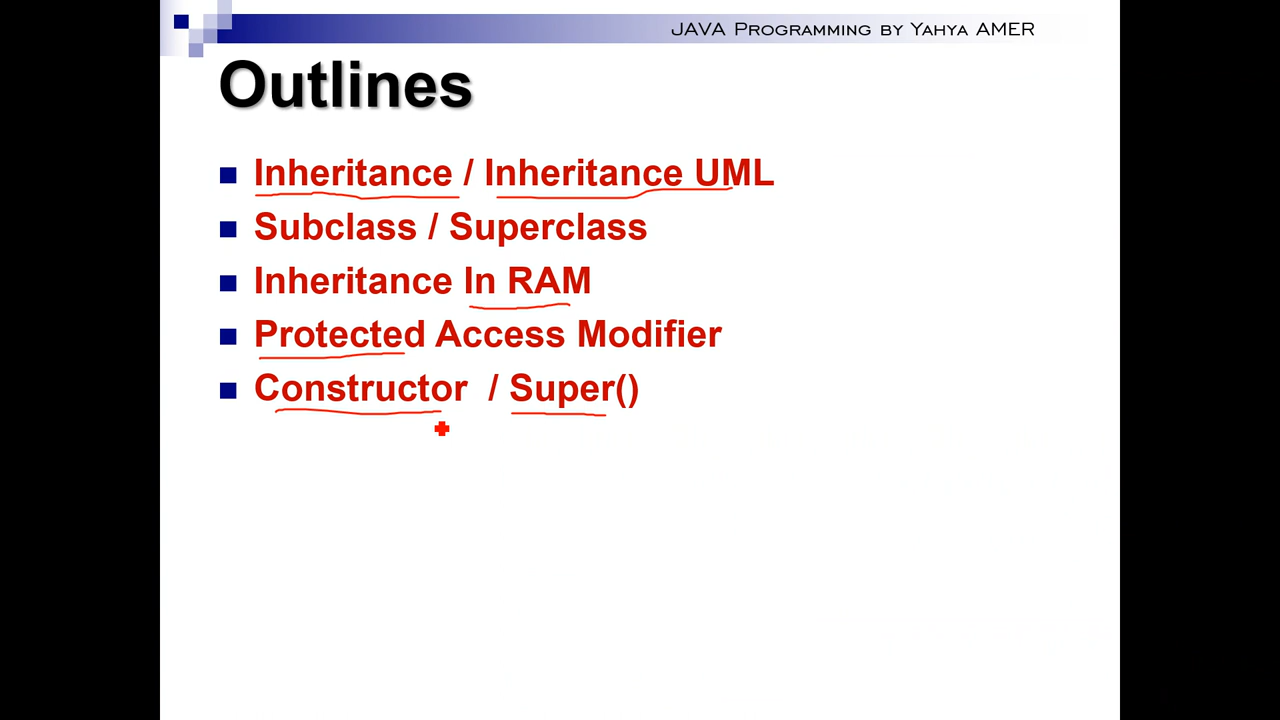 JAVA Programming by Yahya AMER
Outlines
Inheritance / Inheritance UML
Subclass / Superclass
Inheritance In RAM
Protected Access Modifier
Constructor / Super()